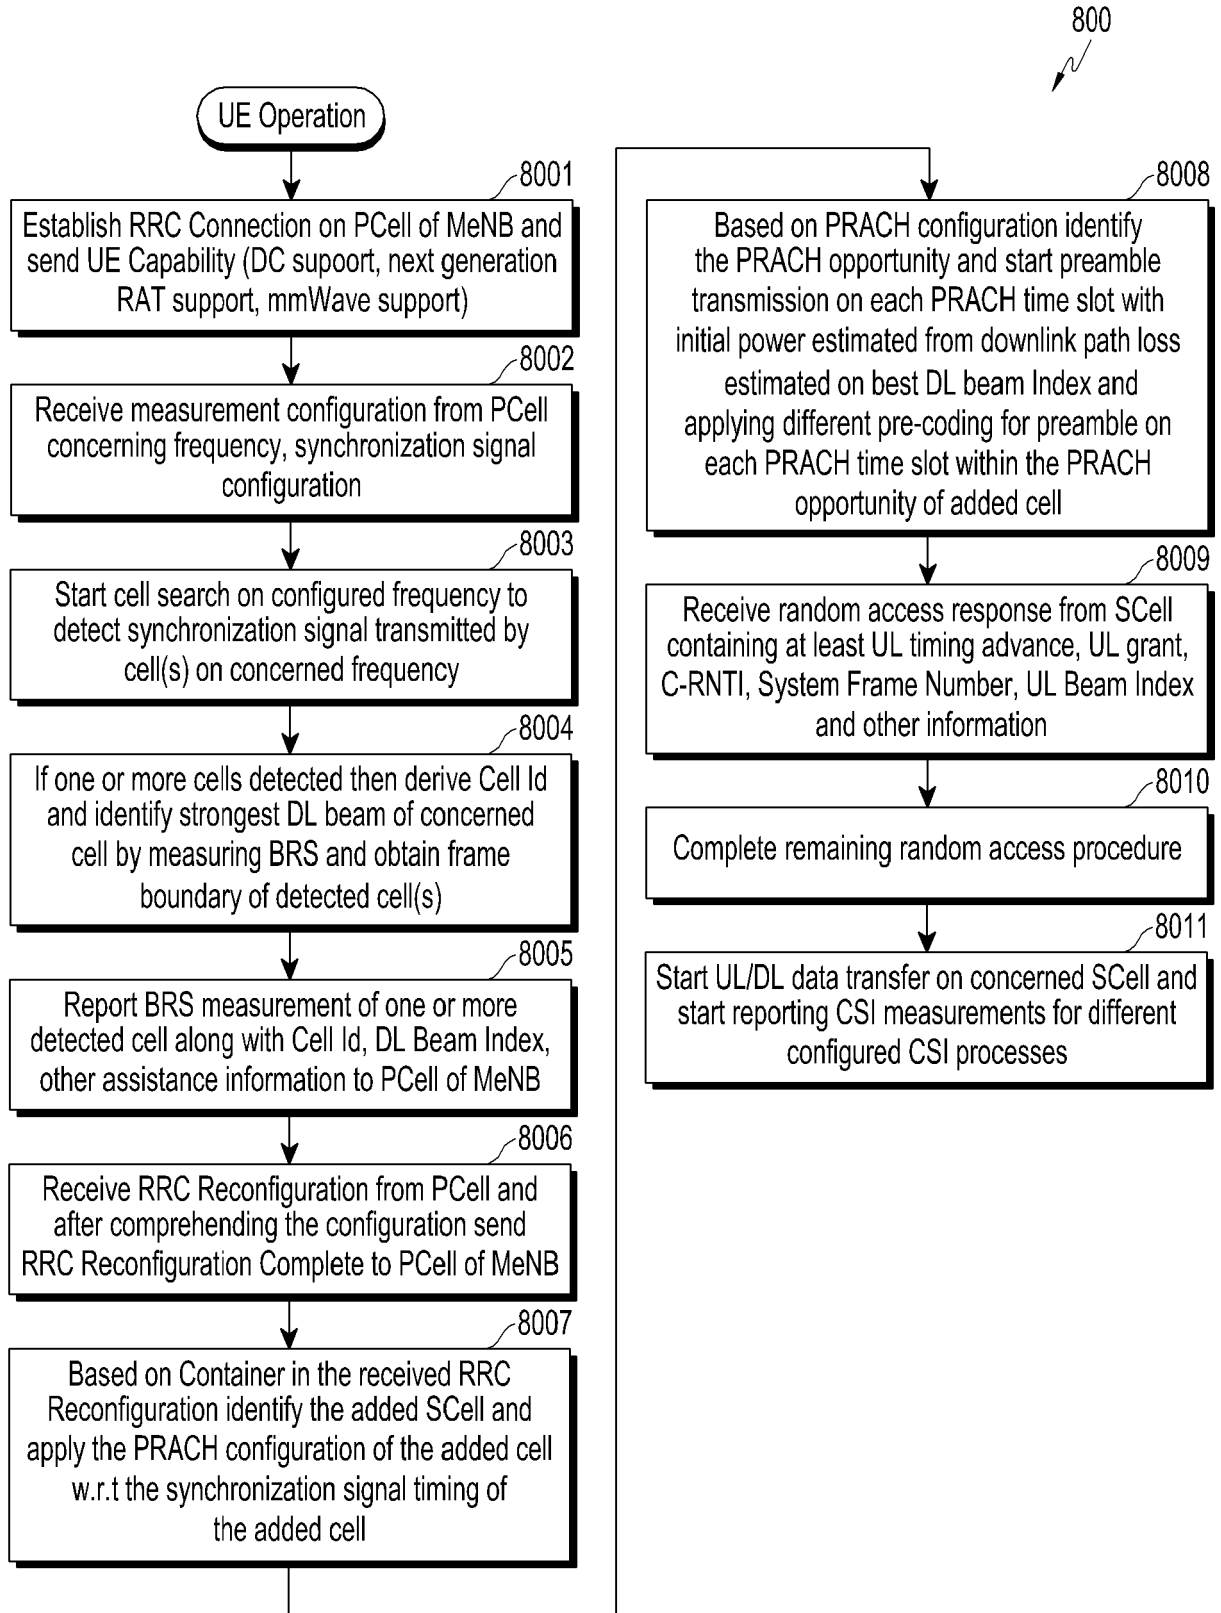 800
UE Operation
8001
Establish RRC Connection on PCell of MeNB and
send UE Capability (DC supoort, next generation
RAT support, mmWave support)
8002
Receive measurement configuration from PCell
concerning frequency, synchronization signal
configuration
8003
Start cell search on configured frequency to
detect synchronization signal transmitted by
cell(s) on concerned frequency
8004
If one or more cells detected then derive Cell Id
and identify strongest DL beam of concerned
cell by measuring BRS and obtain frame
boundary of detected cell(s)
8005
Report BRS measurement of one or more
detected cell along with Cell Id, DL Beam Index,
other assistance information to PCell of MeNB
8006
Receive RRC Reconfiguration from PCell and
after comprehending the configuration send
RRC Reconfiguration Complete to PCell of MeNB
8007
Based on Container in the received RRC
Reconfiguration identify the added SCell and
apply the PRACH configuration of the added cell
w.r.t the synchronization signal timing of
the added cell
8008
Based on PRACH configuration identify
the PRACH opportunity and start preamble
transmission on each PRACH time slot with
initial power estimated from downlink path loss
estimated on best DL beam Index and
applying different pre-coding for preamble on
each PRACH time slot within the PRACH
opportunity of added cell
8009
Receive random access response from SCell
containing at least UL timing advance, UL grant,
C-RNTI, System Frame Number, UL Beam Index
and other information
8010
Complete remaining random access procedure
8011
Start UL/DL data transfer on concerned SCell and
start reporting CSI measurements for different
configured CSI processes